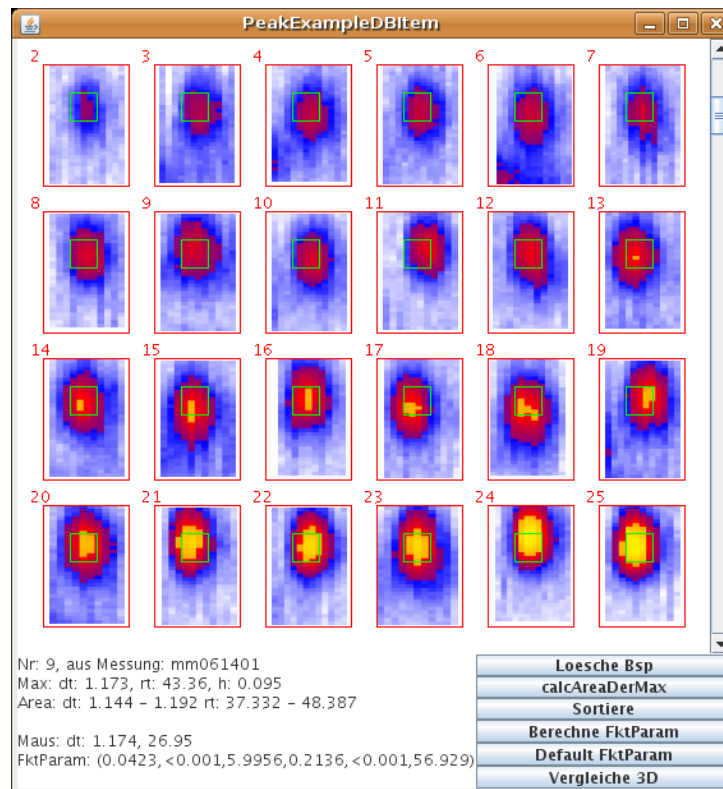 PeakExampleDBItem
2 3 4 5 6 7
8 9 10 11 12 13
14 15 16 17 18 19
20 21 22 23 24 25
Nr: 9, aus Messung: mm061401
Max: dt: 1.173, rt: 43.36, h: 0.095
Area: dt: 1.144 - 1.192 rt: 37.332 - 48.387
Maus: dt: 1.174, 26.95
FktParam: (0.0423,<0.001,5.9956,0.2136,<0.001,56.929)
Loesche Bsp
calcAreaDerMax
Sortiere
Berechne FktParam
Default FktParam
Vergleiche 3D